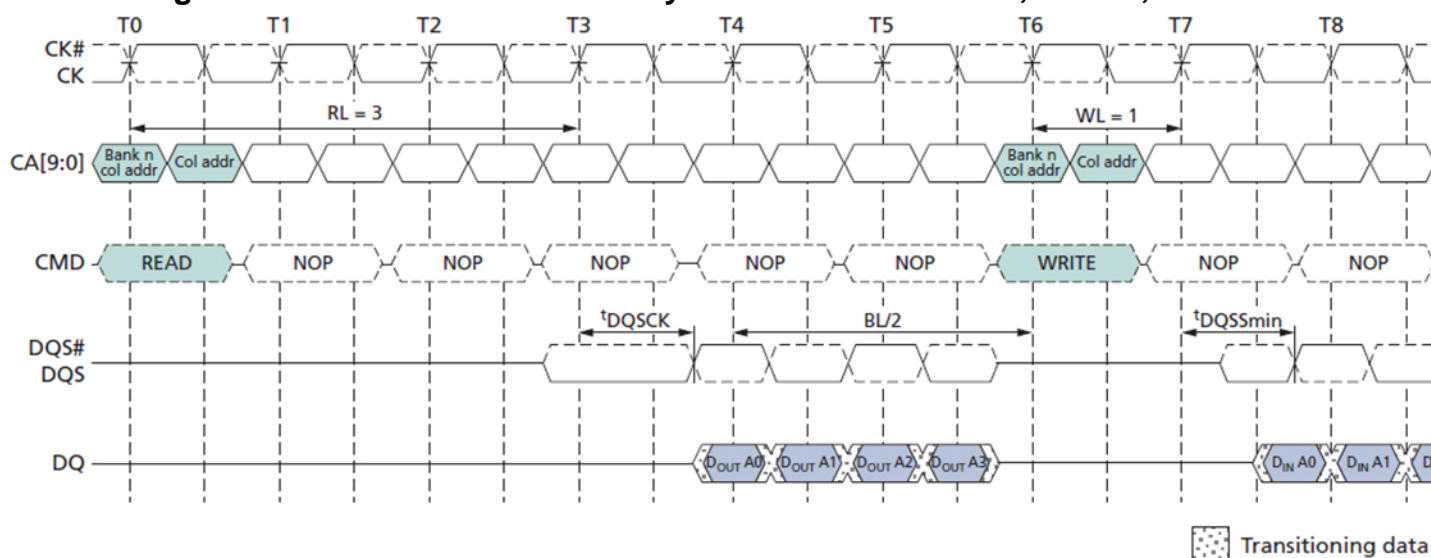 T0 T1 T2 T3 T4 T5 T6 T7 T8
CK#
CK
RL = 3 WL = 1
CA[9:0] Bank n col addr Col addr Bank n col addr Col addr
CMD READ NOP NOP NOP NOP NOP WRITE NOP NOP
tDQSCK BL/2 tDQSSmin
DQS#
DQS
DQ DOUT A0 DOUT A1 DOUT A2 DOUT A3 DIN A0 DIN A1 D
Transitioning data